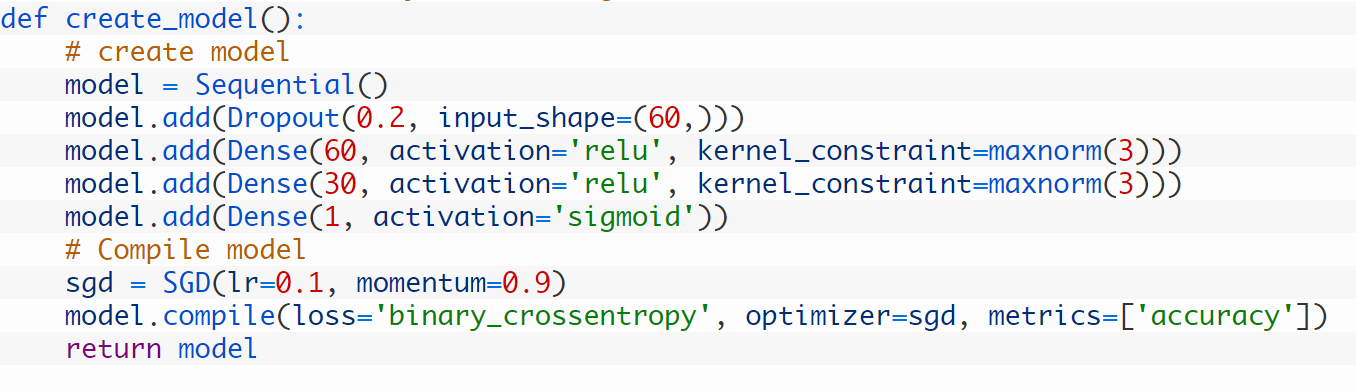 def create_model():
    # create model
    model = Sequential()
    model.add(Dropout(0.2, input_shape=(60,)))
    model.add(Dense(60, activation='relu', kernel_constraint=maxnorm(3)))
    model.add(Dense(30, activation='relu', kernel_constraint=maxnorm(3)))
    model.add(Dense(1, activation='sigmoid'))
    # Compile model
    sgd = SGD(lr=0.1, momentum=0.9)
    model.compile(loss='binary_crossentropy', optimizer=sgd, metrics=['accuracy'])
    return model